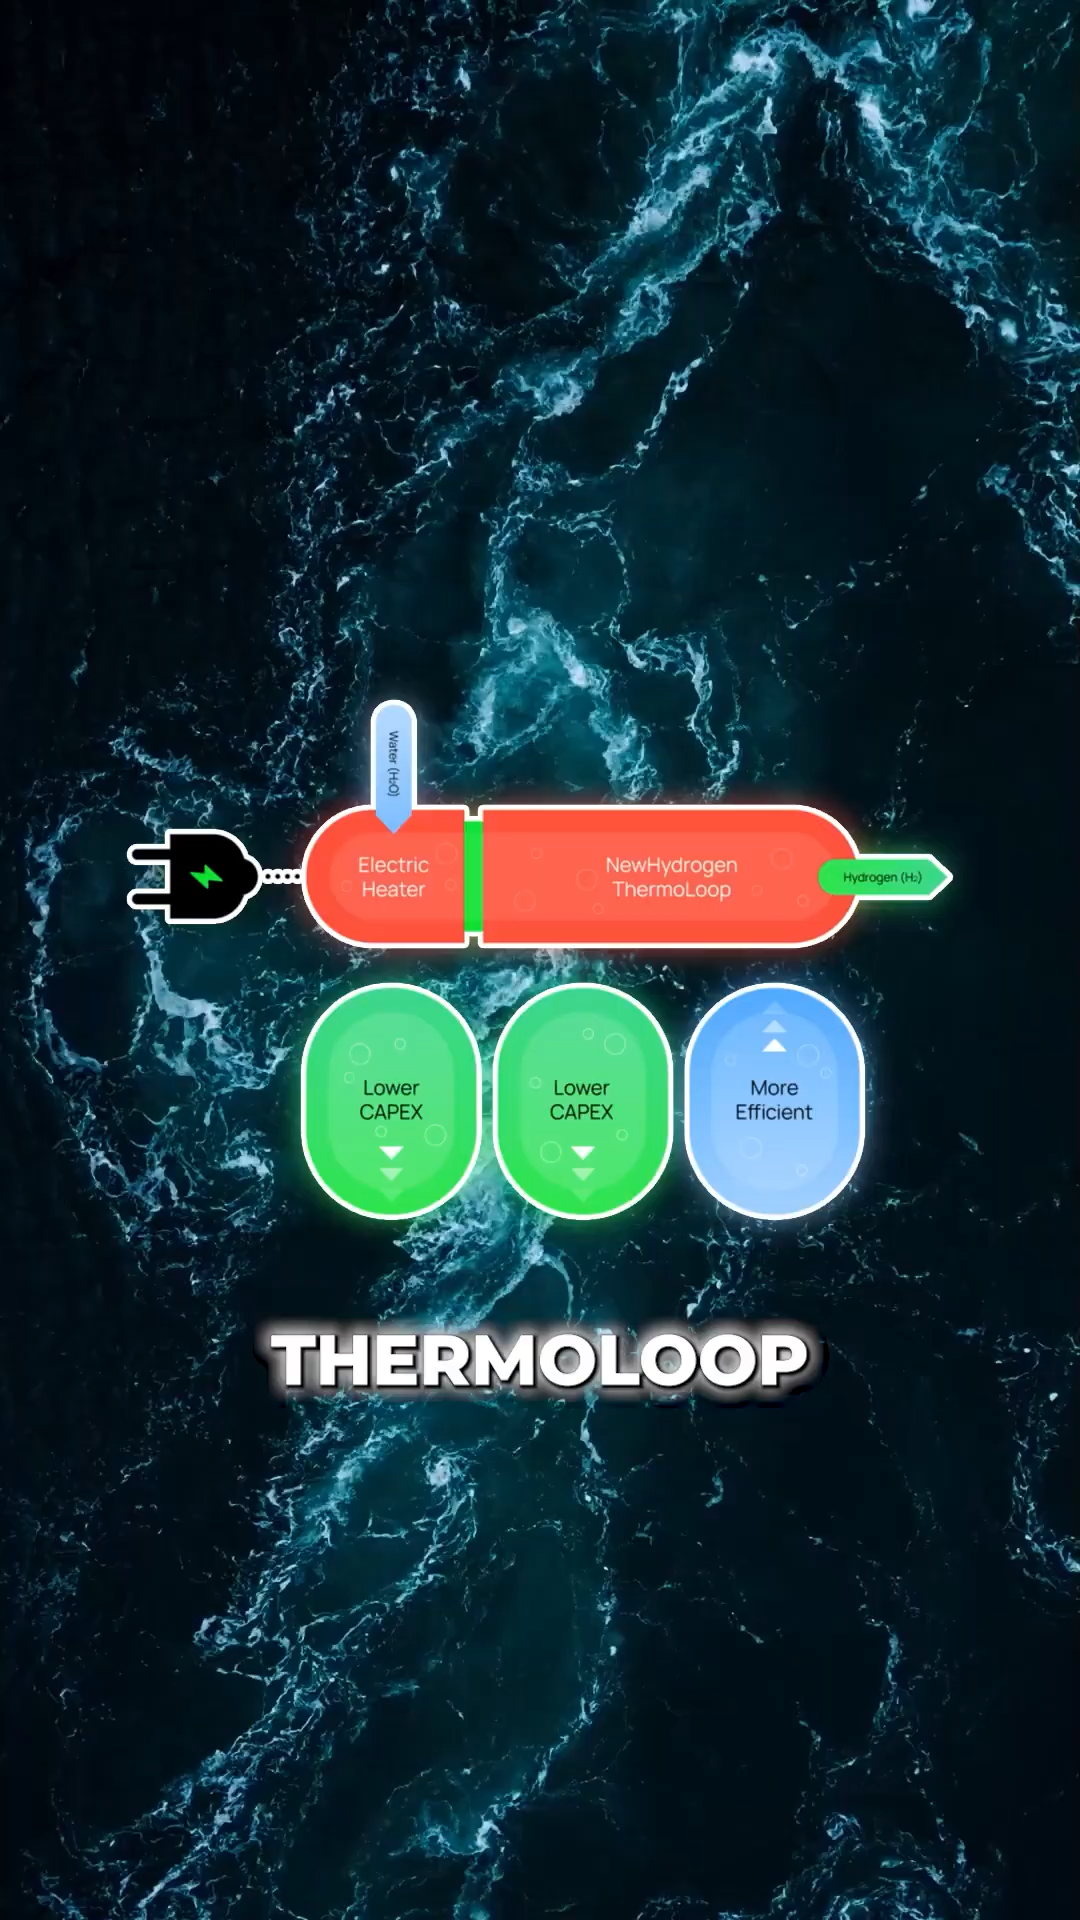 Water (H₂O)
Electric
Heater
NewHydrogen
ThermoLoop
Hydrogen (H₂)
Lower
CAPEX
Lower
CAPEX
More
Efficient
THERMOLOOP